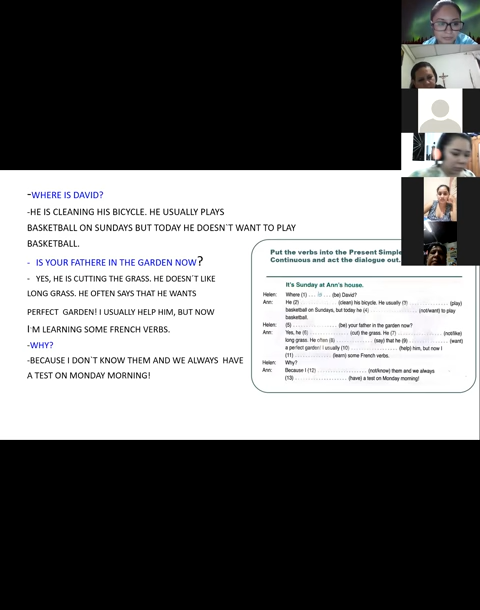 -WHERE IS DAVID?
-HE IS CLEANING HIS BICYCLE. HE USUALLY PLAYS
BASKETBALL ON SUNDAYS BUT TODAY HE DOESN`T WANT TO PLAY
BASKETBALL.
- IS YOUR FATHERE IN THE GARDEN NOW?
- YES, HE IS CUTTING THE GRASS. HE DOESN`T LIKE
LONG GRASS. HE OFTEN SAYS THAT HE WANTS
PERFECT GARDEN! I USUALLY HELP HIM, BUT NOW
I`M LEARNING SOME FRENCH VERBS.
-WHY?
-BECAUSE I DON`T KNOW THEM AND WE ALWAYS HAVE
A TEST ON MONDAY MORNING!
Put the verbs into the Present Simple
Continuous and act the dialogue out.
It's Sunday at Ann's house.
Helen: Where (1) .... is .. (be) David?
Ann: He (2) .................. (clean) his bicycle. He usually (3) .................. (play)
basketball on Sundays, but today he (4) .................. (not/want) to play
basketball.
Helen: (5) .................. (be) your father in the garden now?
Ann: Yes, he (6) .................. (cut) the grass. He (7) .......... (not/like)
long grass. He often (8) .................. (say) that he (9) .................. (want)
a perfect garden! I usually (10) .................. (help) him, but now I
(11) .................. (learn) some French verbs.
Helen: Why?
Ann: Because I (12) .................. (not/know) them and we always
(13) .................. (have) a test on Monday morning!